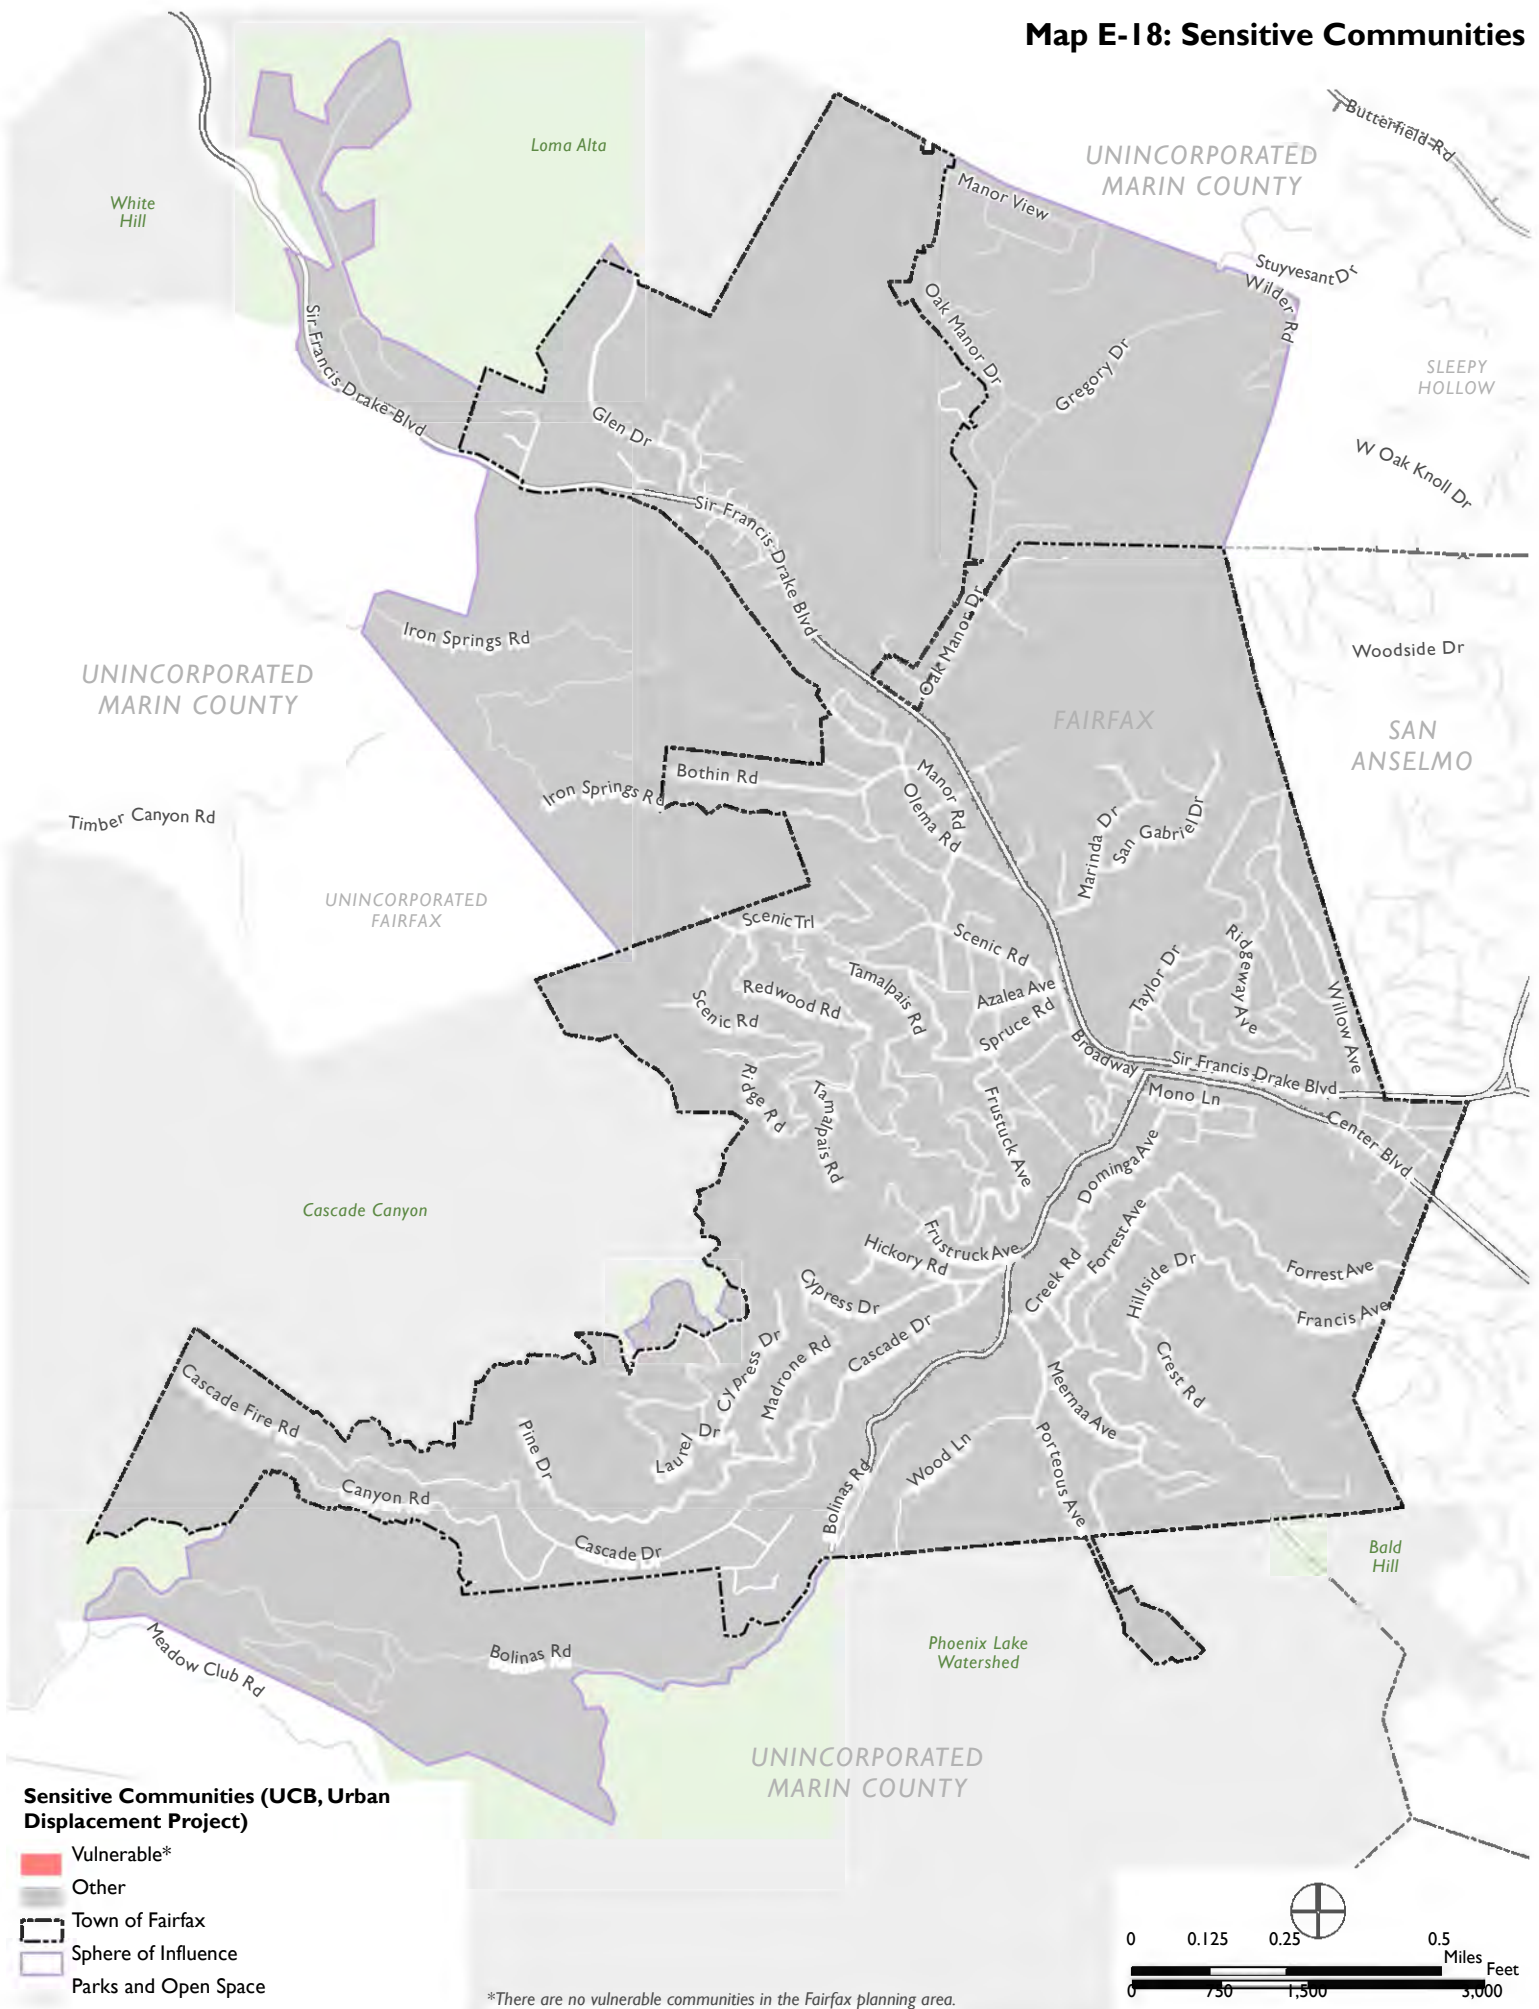 Map E-18: Sensitive Communities
Butterfield Rd
Loma Alta
UNINCORPORATED
MARIN COUNTY
White
Hill
Manor View
Stuyvesant Dr
Wilder Rd
Oak Manor Dr
Sir Francis Drake Blvd
Gregory Dr
SLEEPY
HOLLOW
Glen Dr
W Oak Knoll Dr
Sir Francis Drake Blvd
Oak Manor Dr
Iron Springs Rd
Woodside Dr
UNINCORPORATED
MARIN COUNTY
FAIRFAX
SAN
ANSELMO
Bothin Rd
Manor Rd
Iron Springs Rd
Olema Rd
Timber Canyon Rd
Marinda Dr
San Gabriel Dr
UNINCORPORATED
FAIRFAX
Scenic Trl
Scenic Rd
Ridgeway Ave
Taylor Dr
Tamalpais Rd
Redwood Rd
Azalea Ave
Scenic Rd
Spruce Rd
Willow Ave
Broadway
Sir Francis Drake Blvd
Ridge Rd
Tamalpais Rd
Frustuck Ave
Mono Ln
Center Blvd
Dominga Ave
Cascade Canyon
Forrest Ave
Frustruck Ave
Hickory Rd
Creek Rd
Hillside Dr
Forrest Ave
Cypress Dr
Francis Ave
Cascade Dr
Cypress Dr
Madrone Rd
Crest Rd
Meernaa Ave
Cascade Fire Rd
Pine Dr
Laurel Dr
Porteous Ave
Wood Ln
Bolinas Rd
Canyon Rd
Cascade Dr
Bald
Hill
Meadow Club Rd
Bolinas Rd
Phoenix Lake
Watershed
UNINCORPORATED
MARIN COUNTY
Sensitive Communities (UCB, Urban
Displacement Project)
Vulnerable*
Other
Town of Fairfax
Sphere of Influence
Parks and Open Space
*There are no vulnerable communities in the Fairfax planning area.
0 0.125 0.25 0.5
Miles
Feet
0 750 1,500 3,000